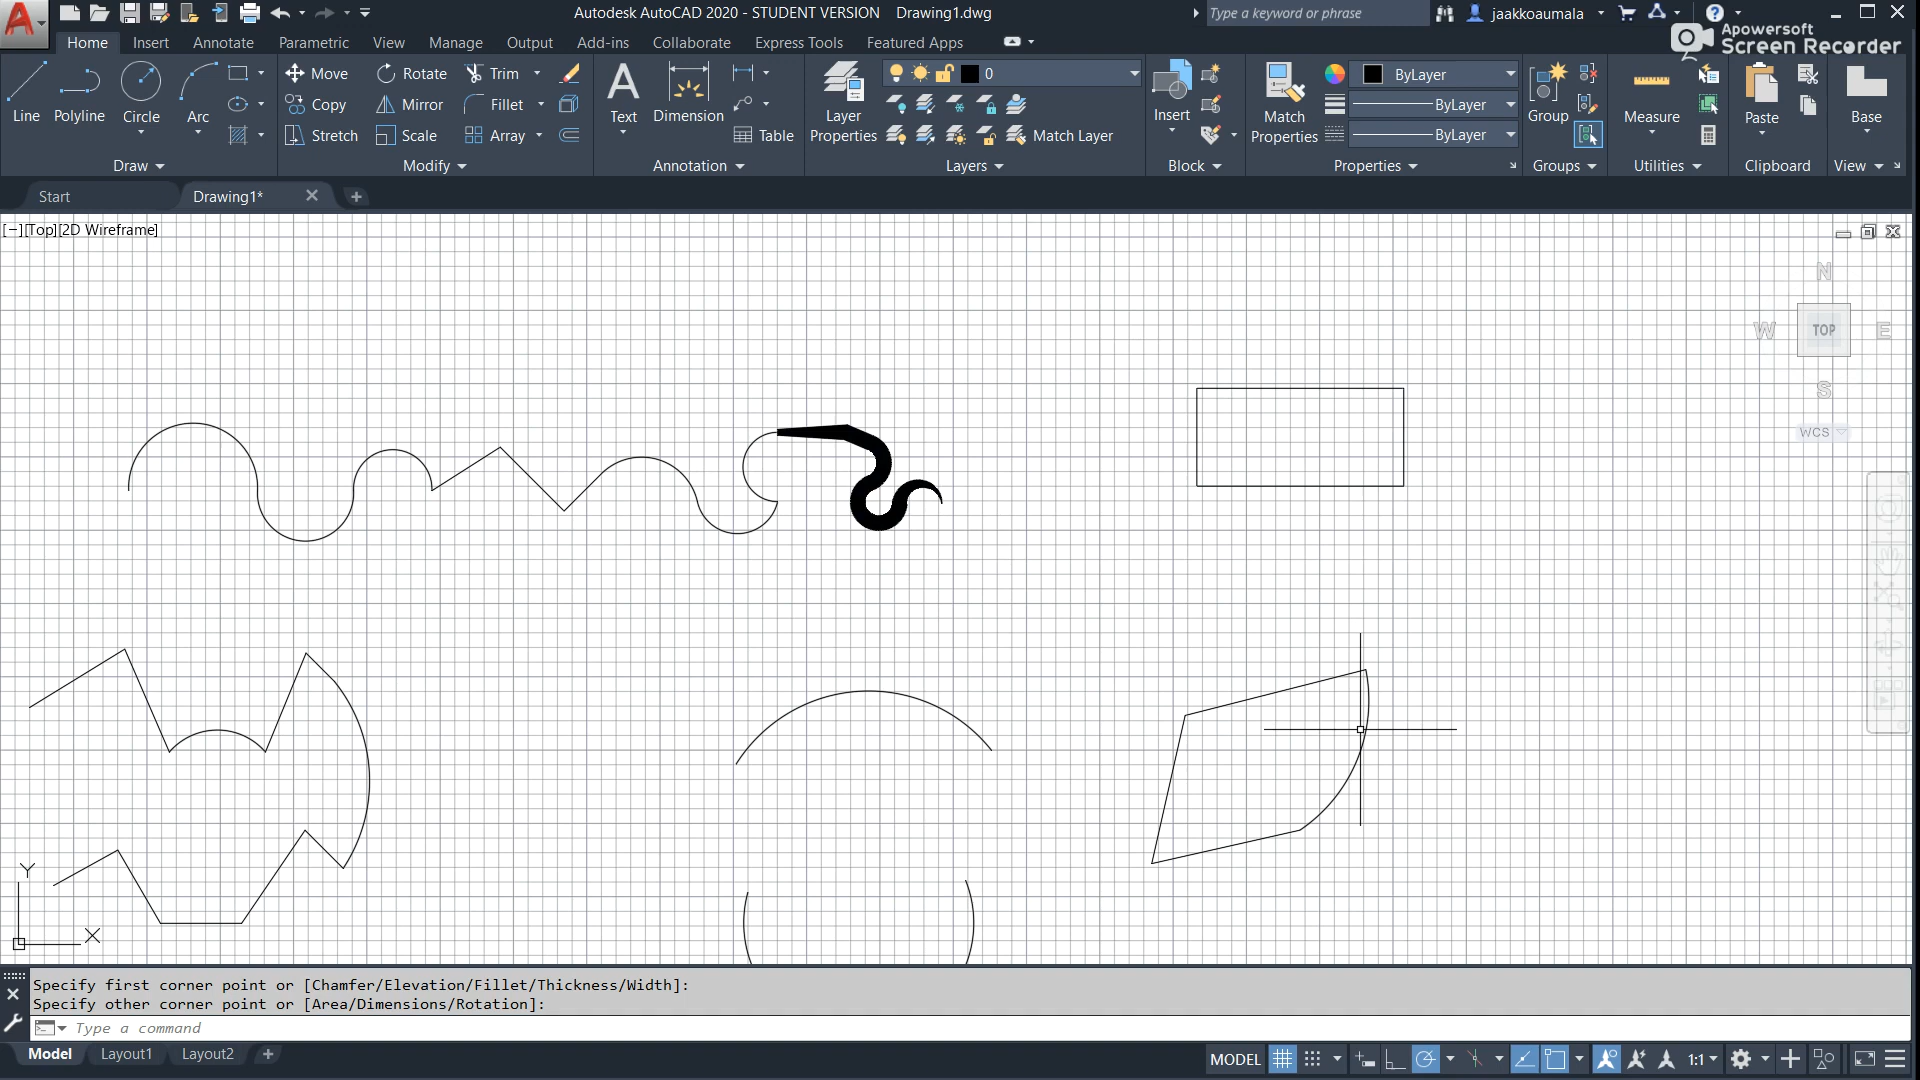 Autodesk AutoCAD 2020 - STUDENT VERSION Drawing1.dwg
Type a keyword or phrase
jaakkoaumala
Apowersoft
Screen Recorder
Home Insert Annotate Parametric View Manage Output Add-ins Collaborate Express Tools Featured Apps
Line Polyline Circle Arc
Move Rotate Trim
Copy Mirror Fillet
Stretch Scale Array
Text Dimension Table
Layer Properties
0
Match Layer
Insert
Match Properties
ByLayer
ByLayer
ByLayer
Group
Measure
Paste
Base
Draw Modify Annotation Layers Block Properties Groups Utilities Clipboard View
Start Drawing1*
[−][Top][2D Wireframe]
N
W TOP E
S
WCS
Y
X
Specify first corner point or [Chamfer/Elevation/Fillet/Thickness/Width]:
Specify other corner point or [Area/Dimensions/Rotation]:
Type a command
Model Layout1 Layout2
MODEL 1:1